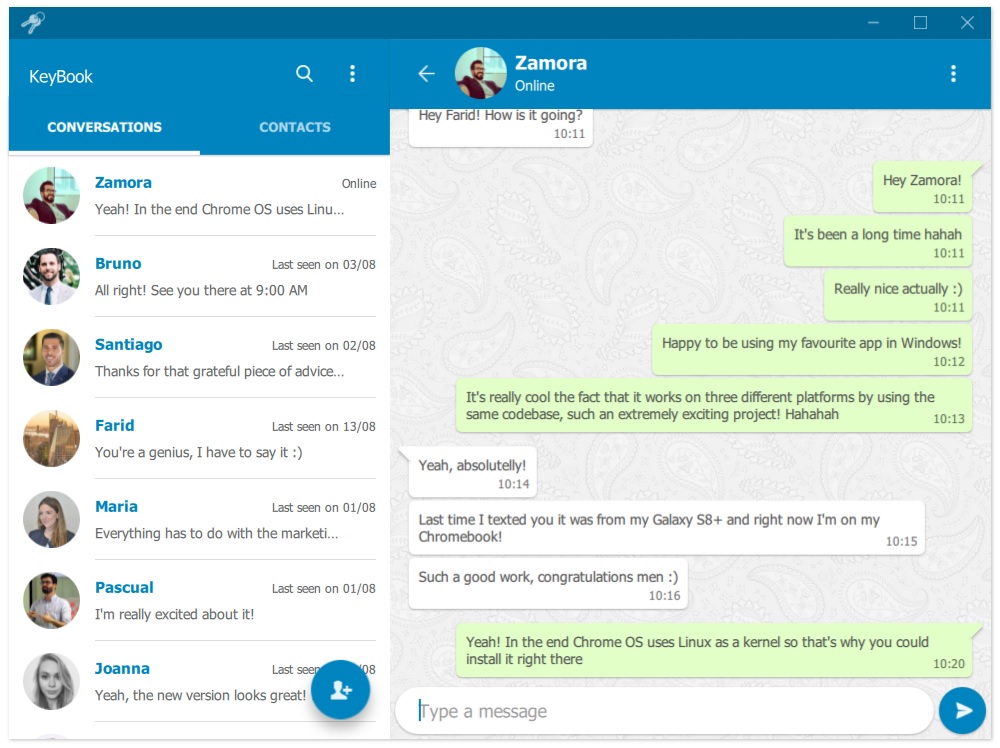 KeyBook
CONVERSATIONS CONTACTS
Zamora Online
Yeah! In the end Chrome OS uses Linu...
Bruno Last seen on 03/08
All right! See you there at 9:00 AM
Santiago Last seen on 02/08
Thanks for that grateful piece of advice...
Farid Last seen on 13/08
You're a genius, I have to say it :)
Maria Last seen on 01/08
Everything has to do with the marketi...
Pascual Last seen on 01/08
I'm really excited about it!
Joanna Last seen /08
Yeah, the new version looks great!
Zamora
Online
Hey Farid! How is it going?
10:11
Hey Zamora!
10:11
It's been a long time hahah
10:11
Really nice actually :)
10:11
Happy to be using my favourite app in Windows!
10:12
It's really cool the fact that it works on three different platforms by using the
same codebase, such an extremely exciting project! Hahahah
10:13
Yeah, absolutelly!
10:14
Last time I texted you it was from my Galaxy S8+ and right now I'm on my
Chromebook!
10:15
Such a good work, congratulations men :)
10:16
Yeah! In the end Chrome OS uses Linux as a kernel so that's why you could
install it right there
10:20
Type a message